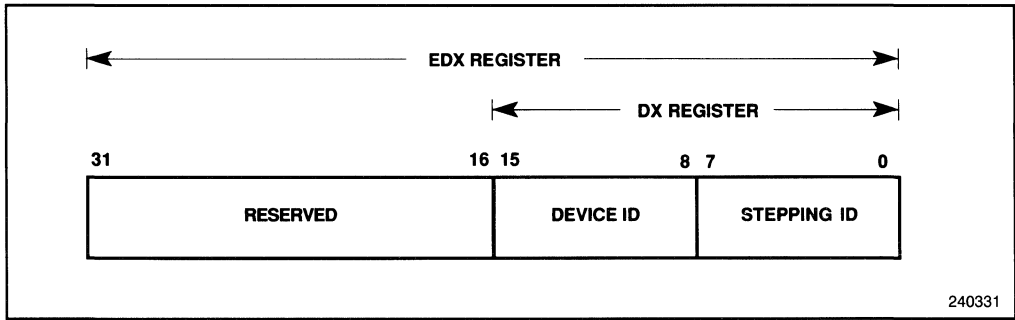 EDX REGISTER
DX REGISTER
31 16 15 8 7 0
RESERVED DEVICE ID STEPPING ID
240331